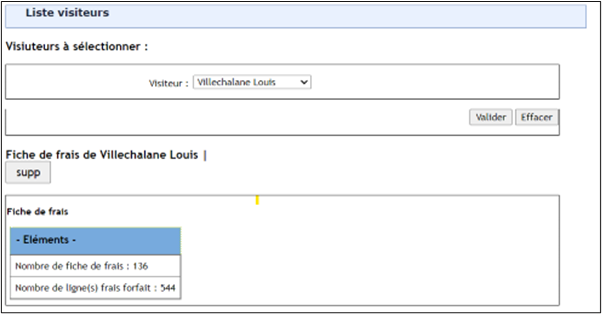 Liste visiteurs
Visiuteurs à sélectionner :
Visiteur : Villechalane Louis
Valider Effacer
Fiche de frais de Villechalane Louis |
supp
Fiche de frais
- Eléments -
Nombre de fiche de frais : 136
Nombre de ligne(s) frais forfait : 544